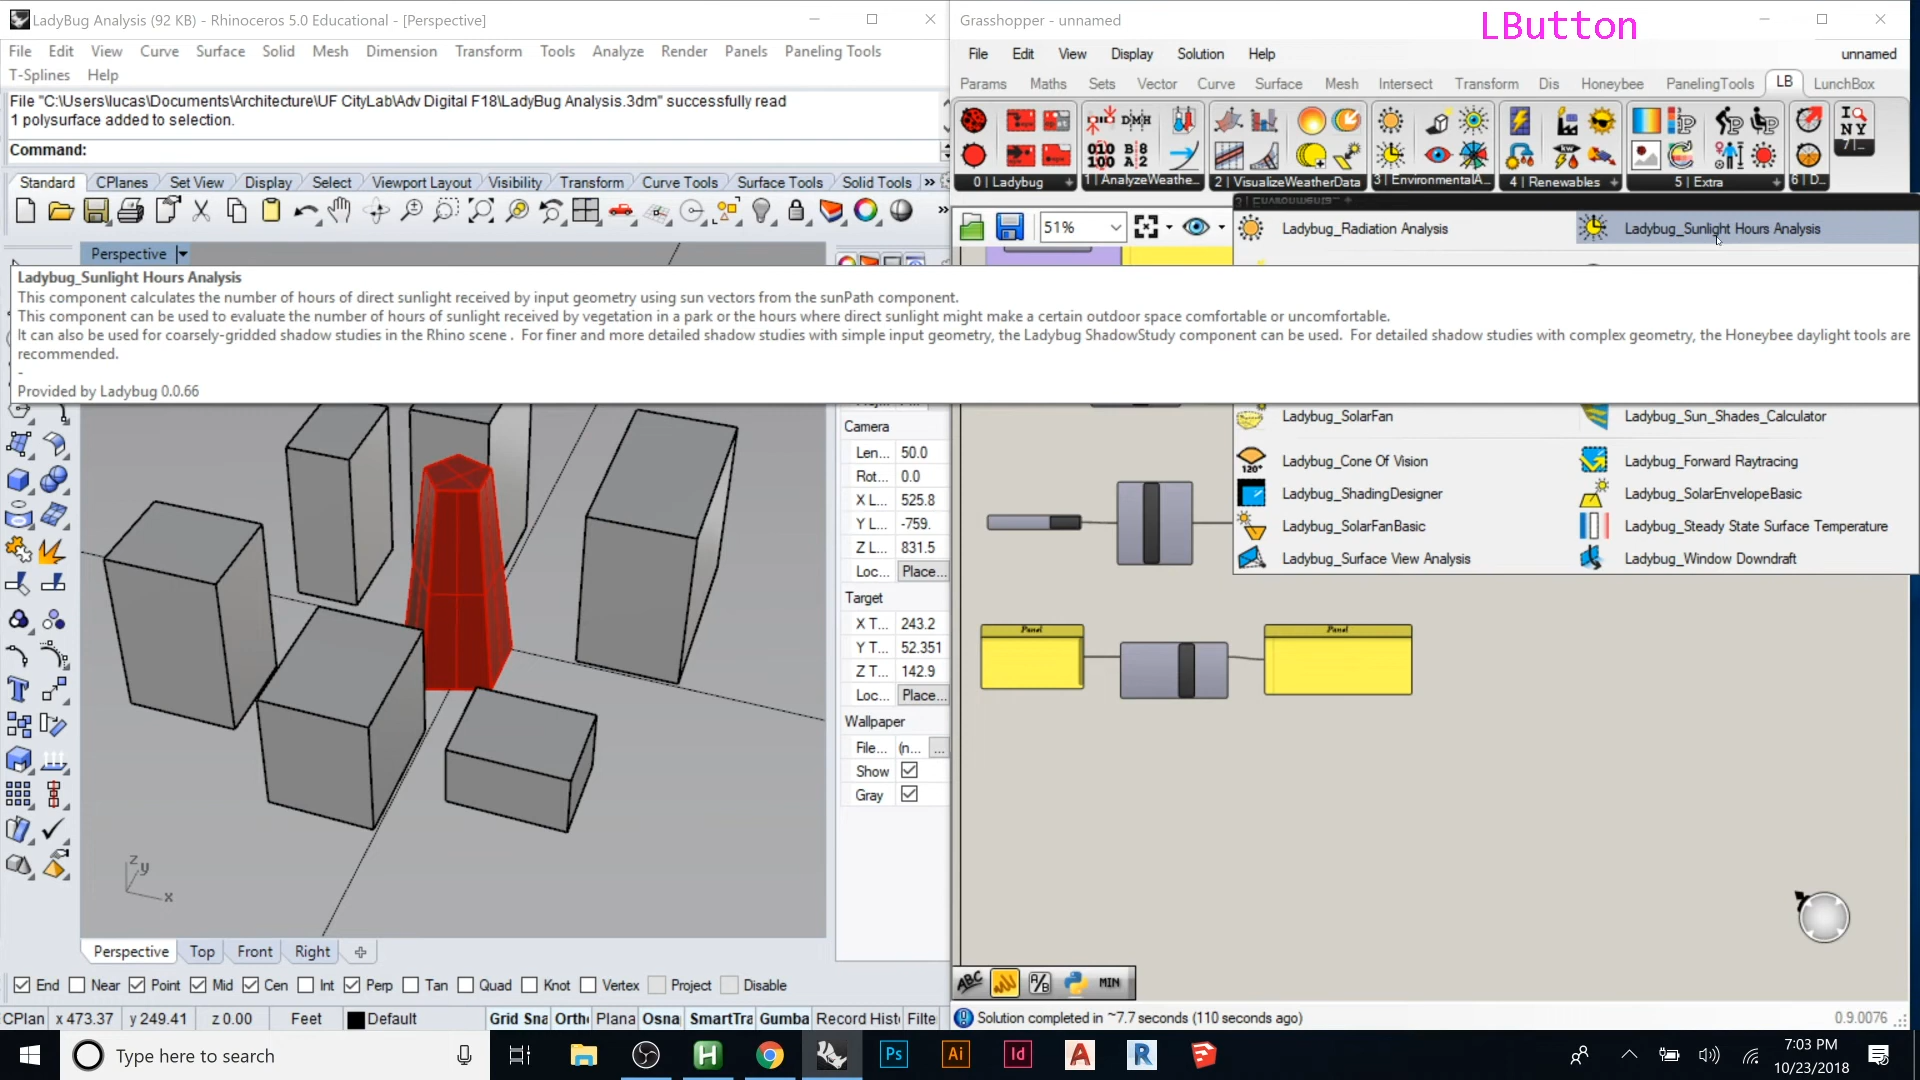 LadyBug Analysis (92 KB) - Rhinoceros 5.0 Educational - [Perspective]
File Edit View Curve Surface Solid Mesh Dimension Transform Tools Analyze Render Panels Paneling Tools
T-Splines Help
File "C:\Users\lucas\Documents\Architecture\UF CityLab\Adv Digital F18\LadyBug Analysis.3dm" successfully read
1 polysurface added to selection.
Command:
Standard CPlanes Set View Display Select Viewport Layout Visibility Transform Curve Tools Surface Tools Solid Tools »
Perspective
Grasshopper - unnamed
LButton
File Edit View Display Solution Help unnamed
Params Maths Sets Vector Curve Surface Mesh Intersect Transform Dis Honeybee PanelingTools LB LunchBox
0 | Ladybug 1 | AnalyzeWeathe... 2 | VisualizeWeatherData 3 | EnvironmentalA... 4 | Renewables 5 | Extra 6 | D... 7 |...
51%
Ladybug_Radiation Analysis Ladybug_Sunlight Hours Analysis
Ladybug_Sunlight Hours Analysis
This component calculates the number of hours of direct sunlight received by input geometry using sun vectors from the sunPath component.
This component can be used to evaluate the number of hours of sunlight received by vegetation in a park or the hours where direct sunlight might make a certain outdoor space comfortable or uncomfortable.
It can also be used for coarsely-gridded shadow studies in the Rhino scene . For finer and more detailed shadow studies with simple input geometry, the Ladybug ShadowStudy component can be used. For detailed shadow studies with complex geometry, the Honeybee daylight tools are
recommended.
-
Provided by Ladybug 0.0.66
Ladybug_SolarFan Ladybug_Sun_Shades_Calculator
Ladybug_Cone Of Vision Ladybug_Forward Raytracing
Ladybug_ShadingDesigner Ladybug_SolarEnvelopeBasic
Ladybug_SolarFanBasic Ladybug_Steady State Surface Temperature
Ladybug_Surface View Analysis Ladybug_Window Downdraft
Camera
Len... 50.0
Rot... 0.0
X L... 525.8
Y L... -759.
Z L... 831.5
Loc... Place...
Target
X T... 243.2
Y T... 52.351
Z T... 142.9
Loc... Place...
Wallpaper
File... (n... ...
Show
Gray
Panel Panel
z y x
Perspective Top Front Right
End Near Point Mid Cen Int Perp Tan Quad Knot Vertex Project Disable
CPlan x 473.37 y 249.41 z 0.00 Feet Default Grid Sna Orth Plana Osna SmartTra Gumba Record Hist Filte
Solution completed in ~7.7 seconds (110 seconds ago) 0.9.0076
Type here to search
Ps Ai Id A R
7:03 PM
10/23/2018